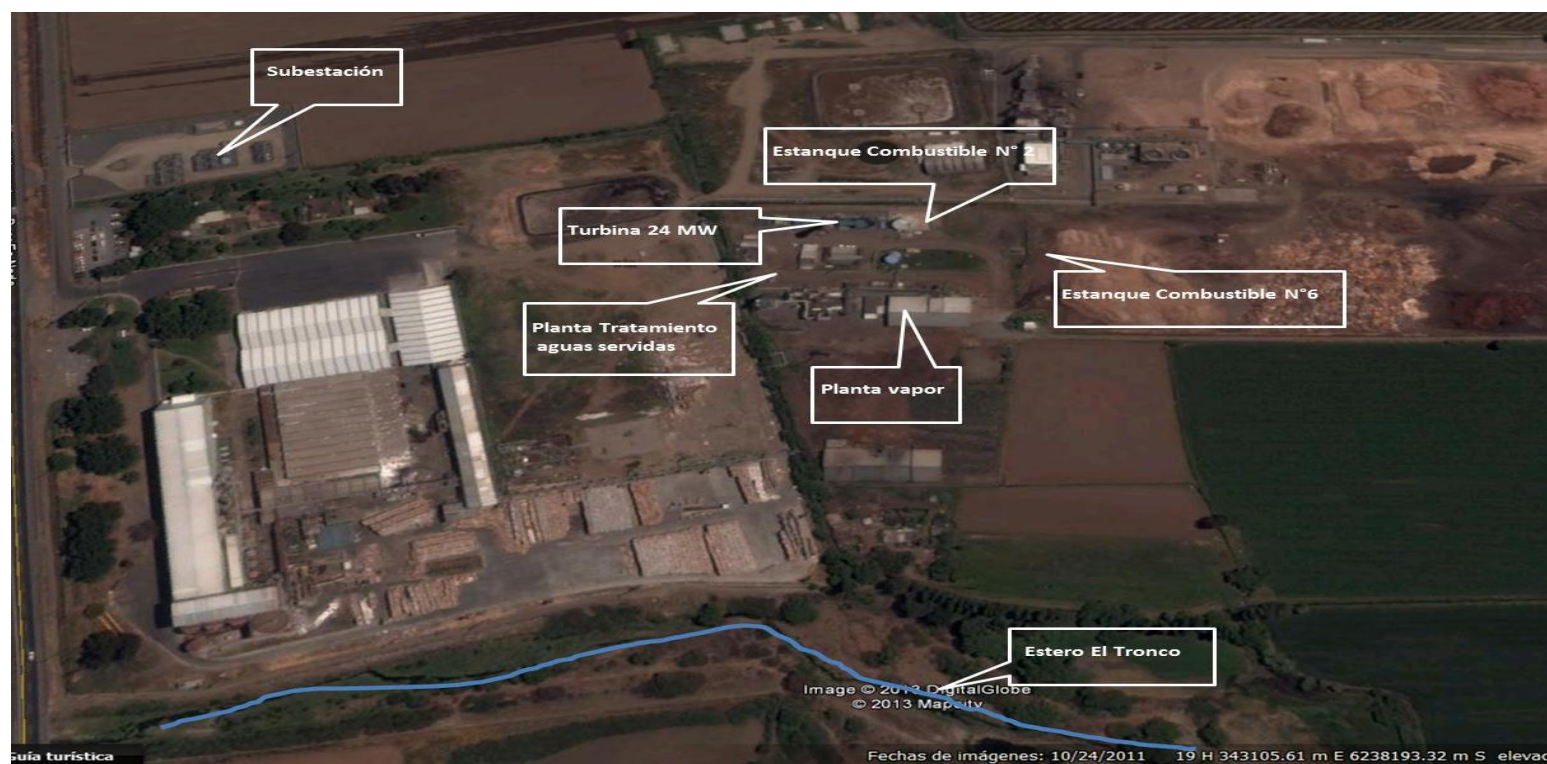 Subestación
Estanque Combustible N° 2
Turbina 24 MW
Estanque Combustible N°6
Planta Tratamiento
aguas servidas
Planta vapor
Estero El Tronco
Image © 2013 DigitalGlobe
© 2013 Mapcity
Guía turística
Fechas de imágenes: 10/24/2011 19 H 343105.61 m E 6238193.32 m S elevac